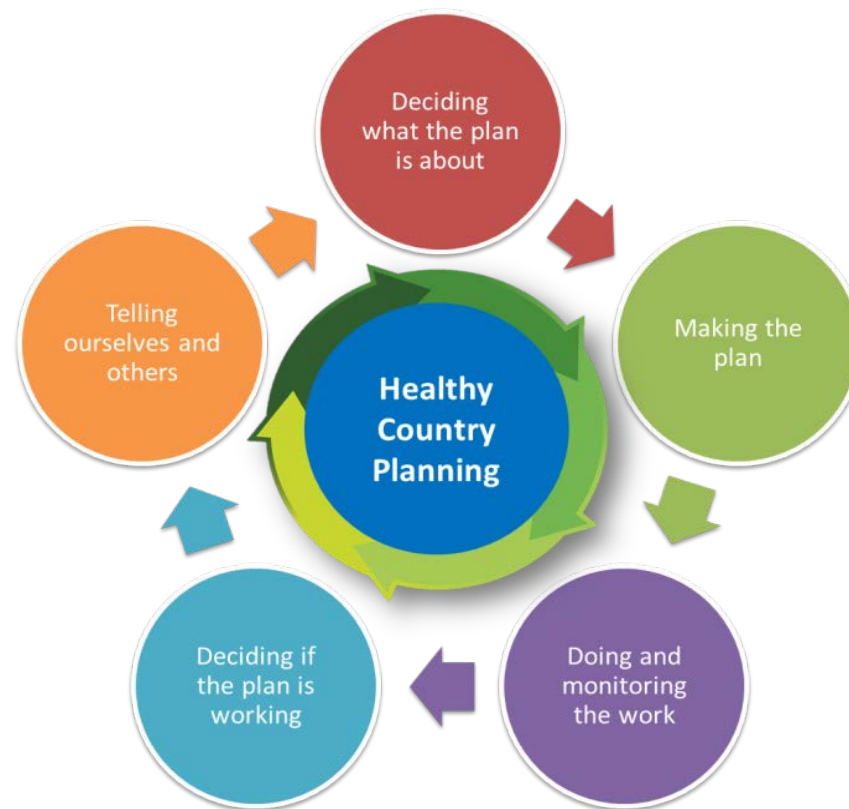 Deciding
what the plan
is about
Making the
plan
Doing and
monitoring
the work
Deciding if
the plan is
working
Telling
ourselves and
others
Healthy
Country
Planning